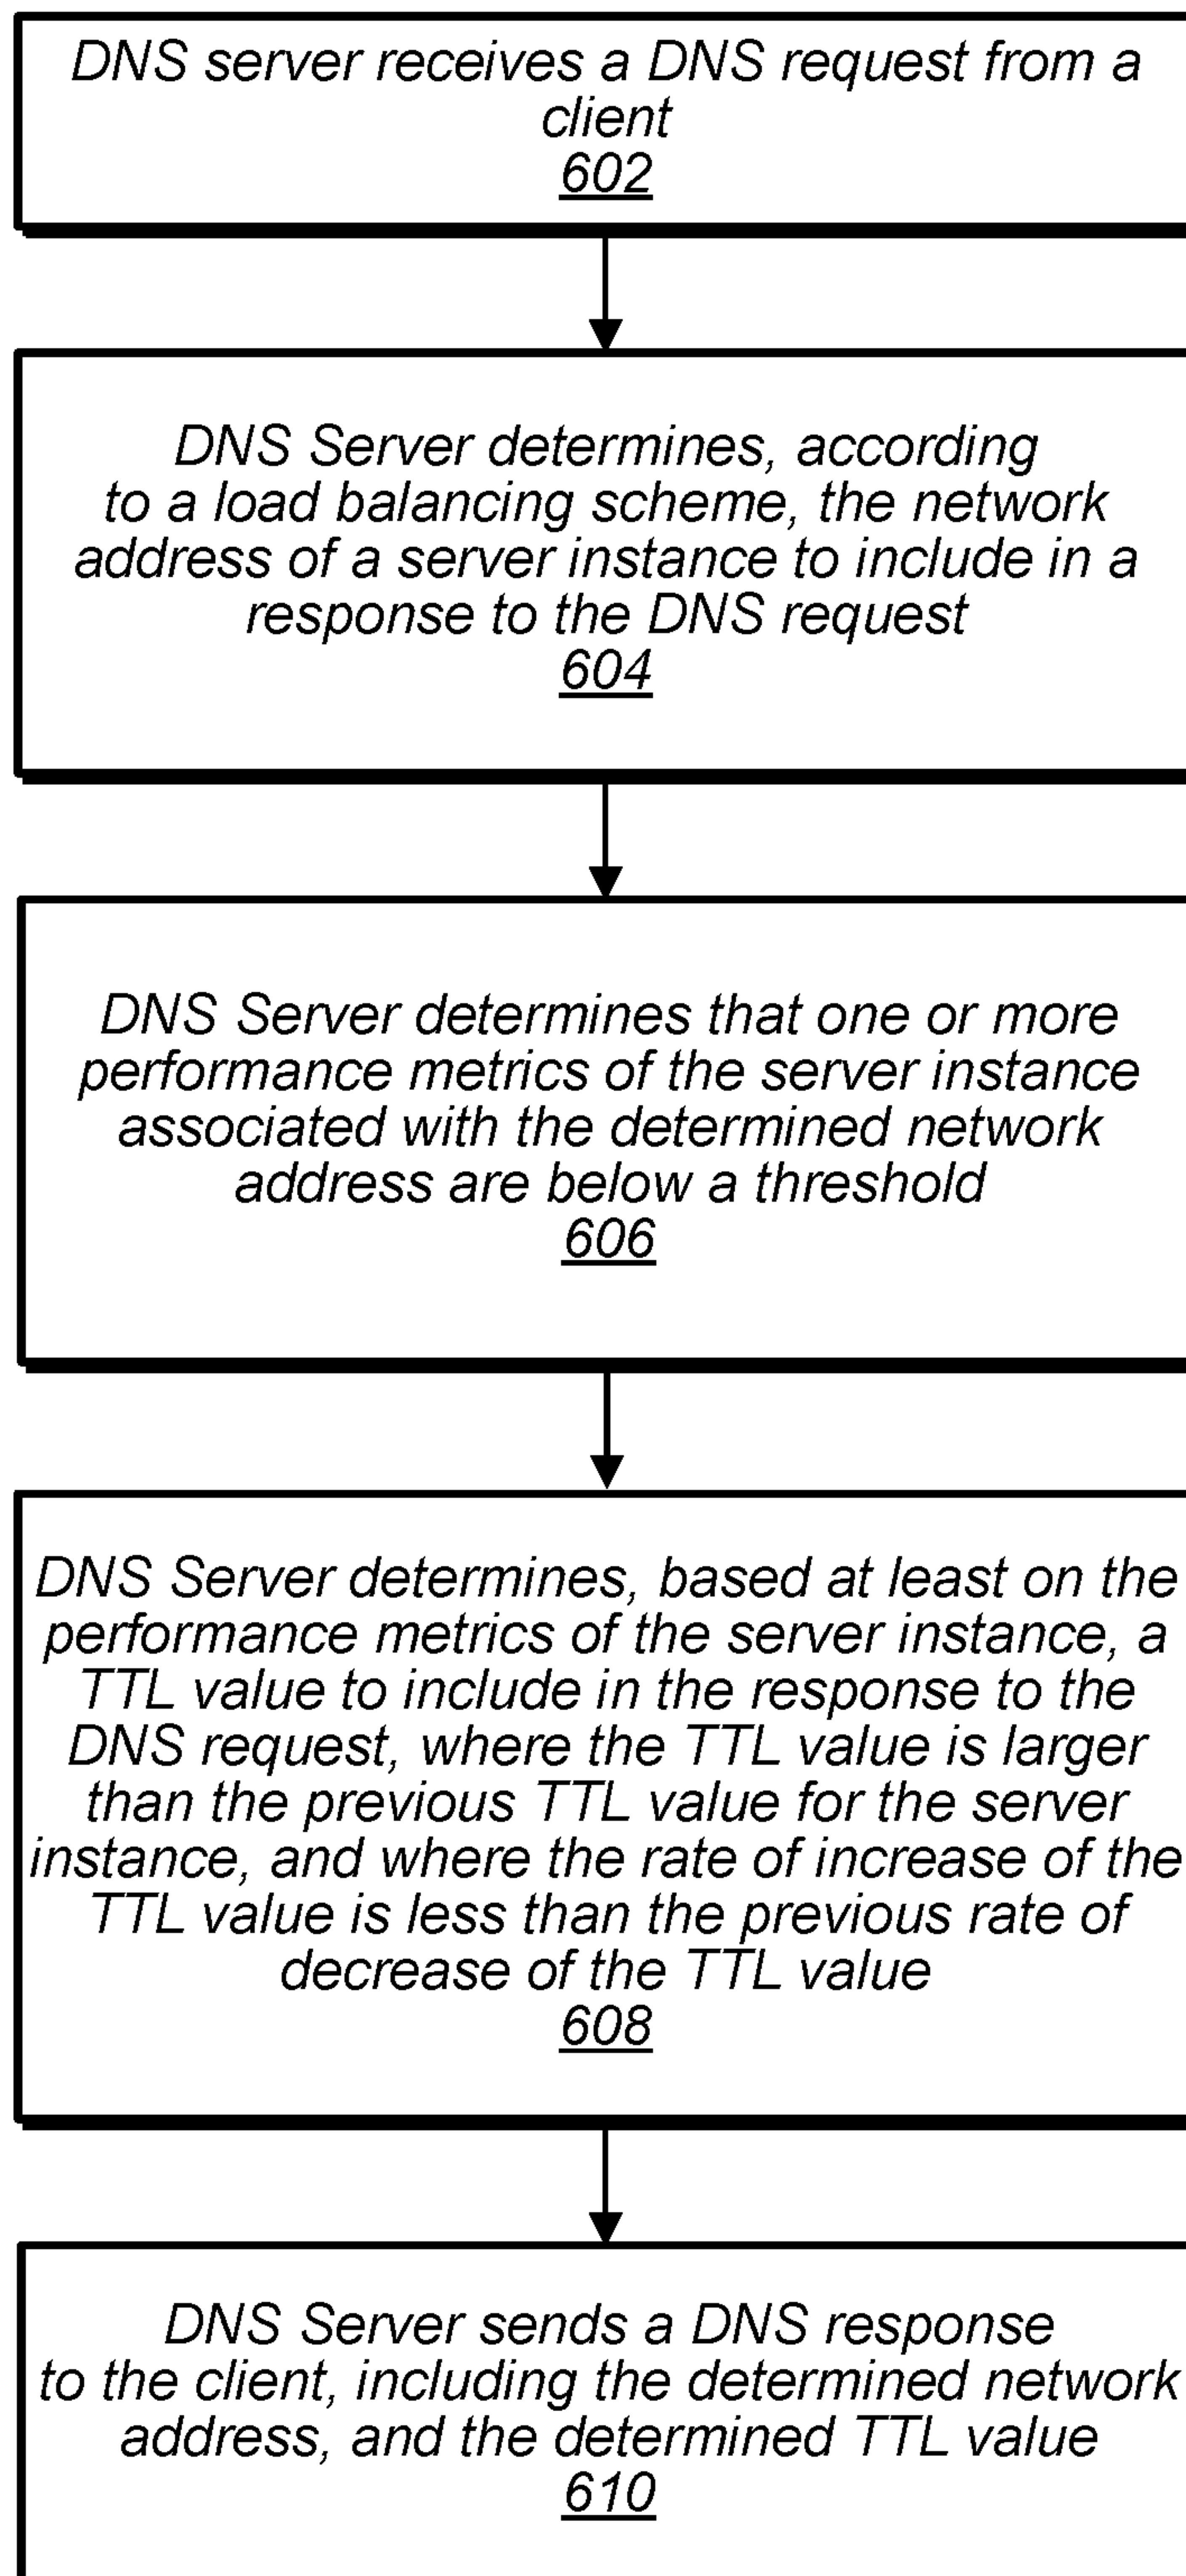 DNS server receives a DNS request from a
client
602
DNS Server determines, according
to a load balancing scheme, the network
address of a server instance to include in a
response to the DNS request
604
DNS Server determines that one or more
performance metrics of the server instance
associated with the determined network
address are below a threshold
606
DNS Server determines, based at least on the
performance metrics of the server instance, a
TTL value to include in the response to the
DNS request, where the TTL value is larger
than the previous TTL value for the server
instance, and where the rate of increase of the
TTL value is less than the previous rate of
decrease of the TTL value
608
DNS Server sends a DNS response
to the client, including the determined network
address, and the determined TTL value
610